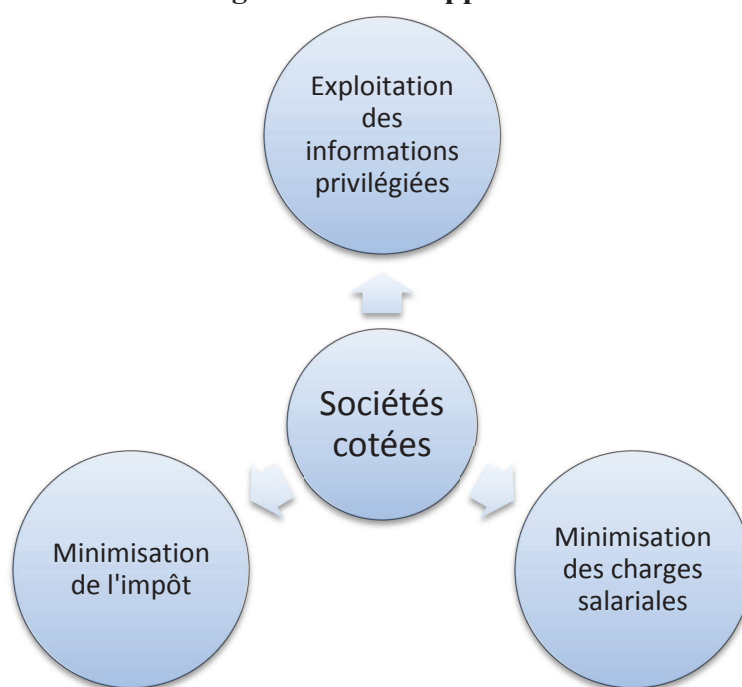 Exploitation
des
informations
privilégiées
Sociétés
cotées
Minimisation
de l'impôt
Minimisation
des charges
salariales